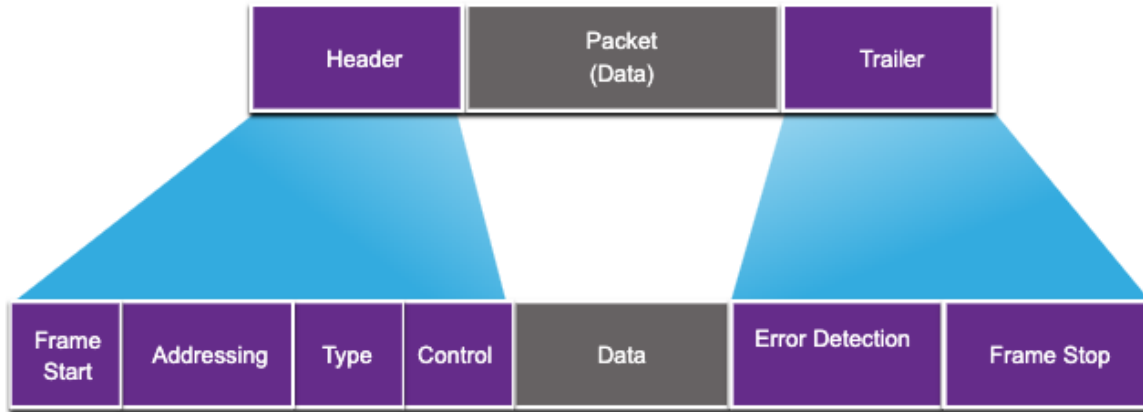 Header
Packet
(Data)
Trailer
Frame
Start
Addressing
Type
Control
Data
Error Detection
Frame Stop